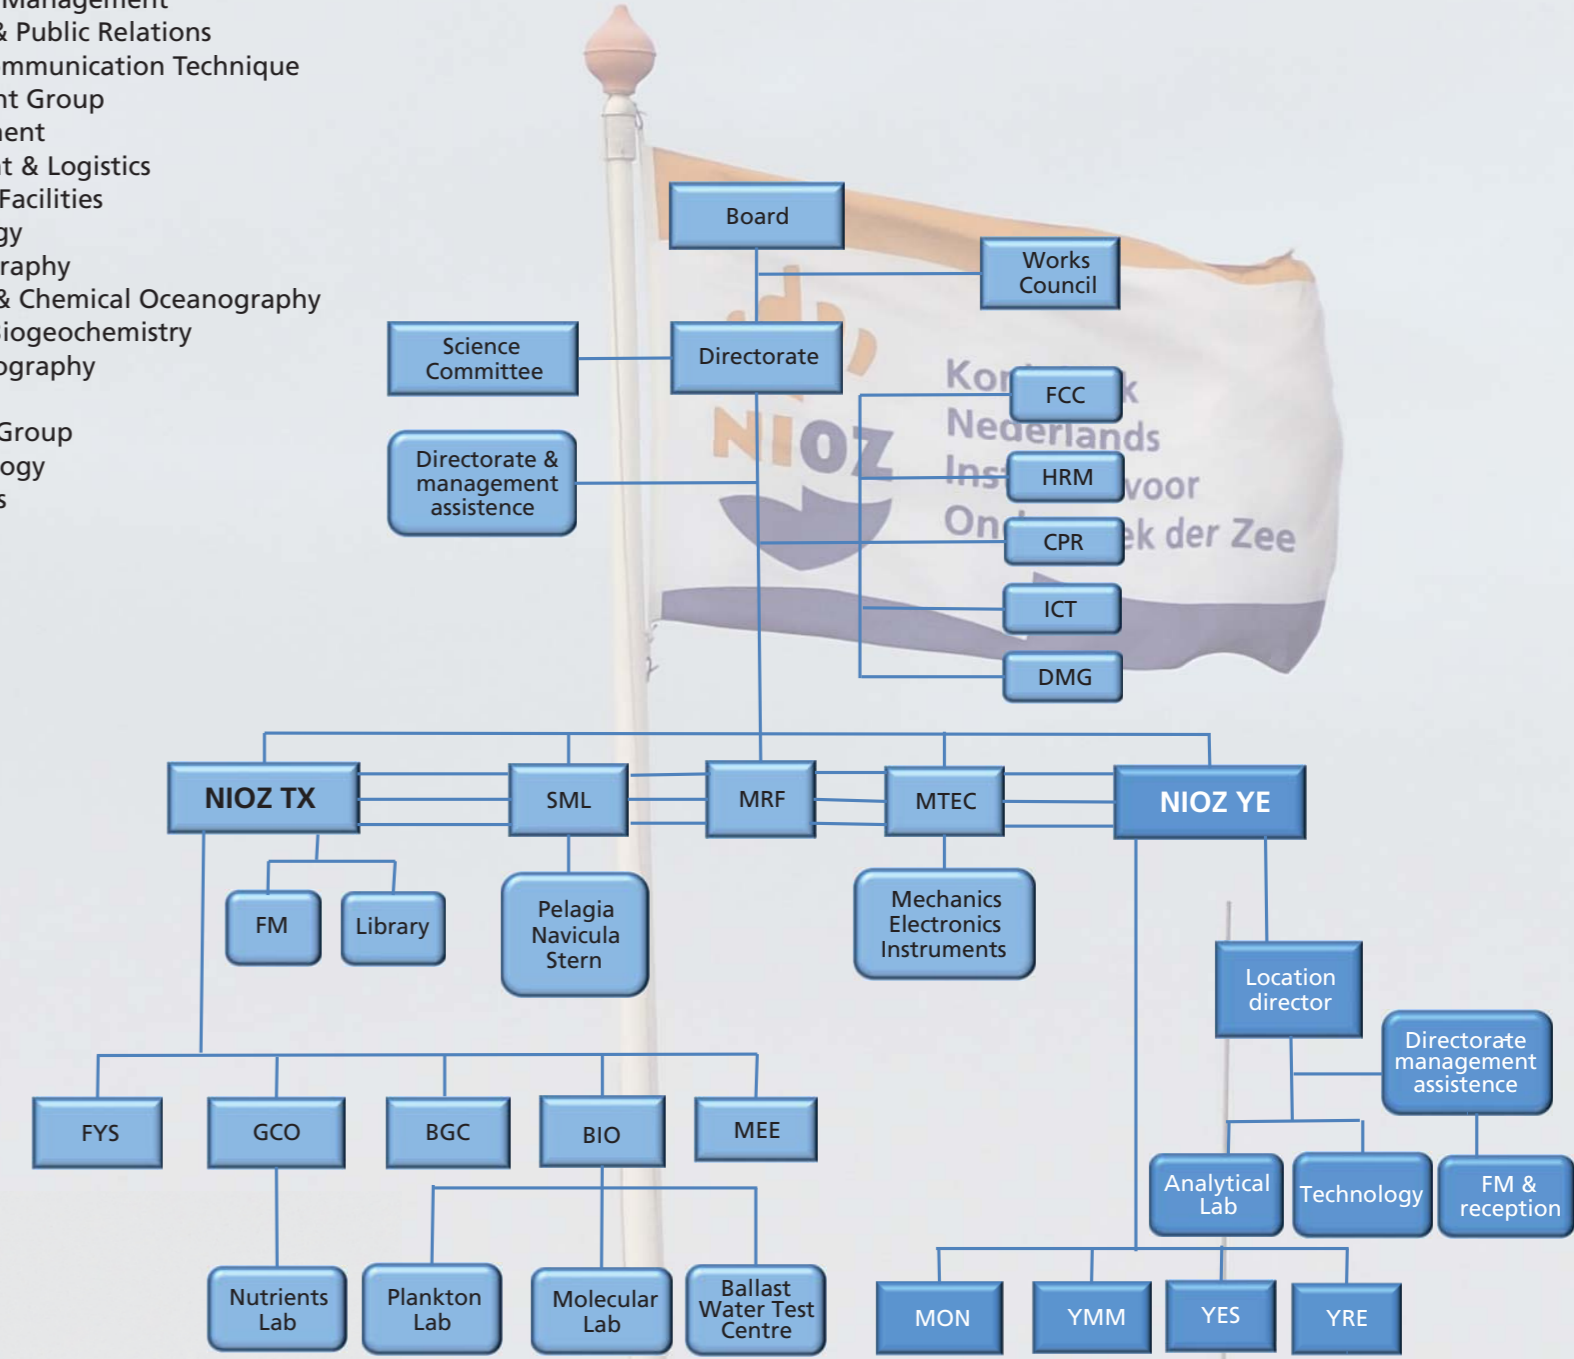 Management
& Public Relations
ommunication Technique
nt Group
ment
nt & Logistics
Facilities
gy
raphy
& Chemical Oceanography
Biogeochemistry
ography
Group
ogy
s
Board
Works
Council
Science
Committee
Directorate
Directorate &
management
assistence
FCC
HRM
CPR
ICT
DMG
NIOZ
Nederlands
voor
der Zee
NIOZ TX
SML
MRF
MTEC
NIOZ YE
FM
Library
Pelagia
Navicula
Stern
Mechanics
Electronics
Instruments
Location
director
Directorate
management
assistence
Analytical
Lab
Technology
FM &
reception
FYS
GCO
BGC
BIO
MEE
Nutrients
Lab
Plankton
Lab
Molecular
Lab
Ballast
Water Test
Centre
MON
YMM
YES
YRE